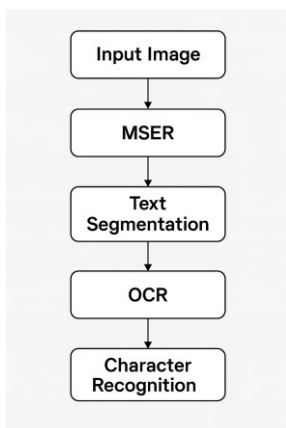 Input Image
MSER
Text
Segmentation
OCR
Character
Recognition